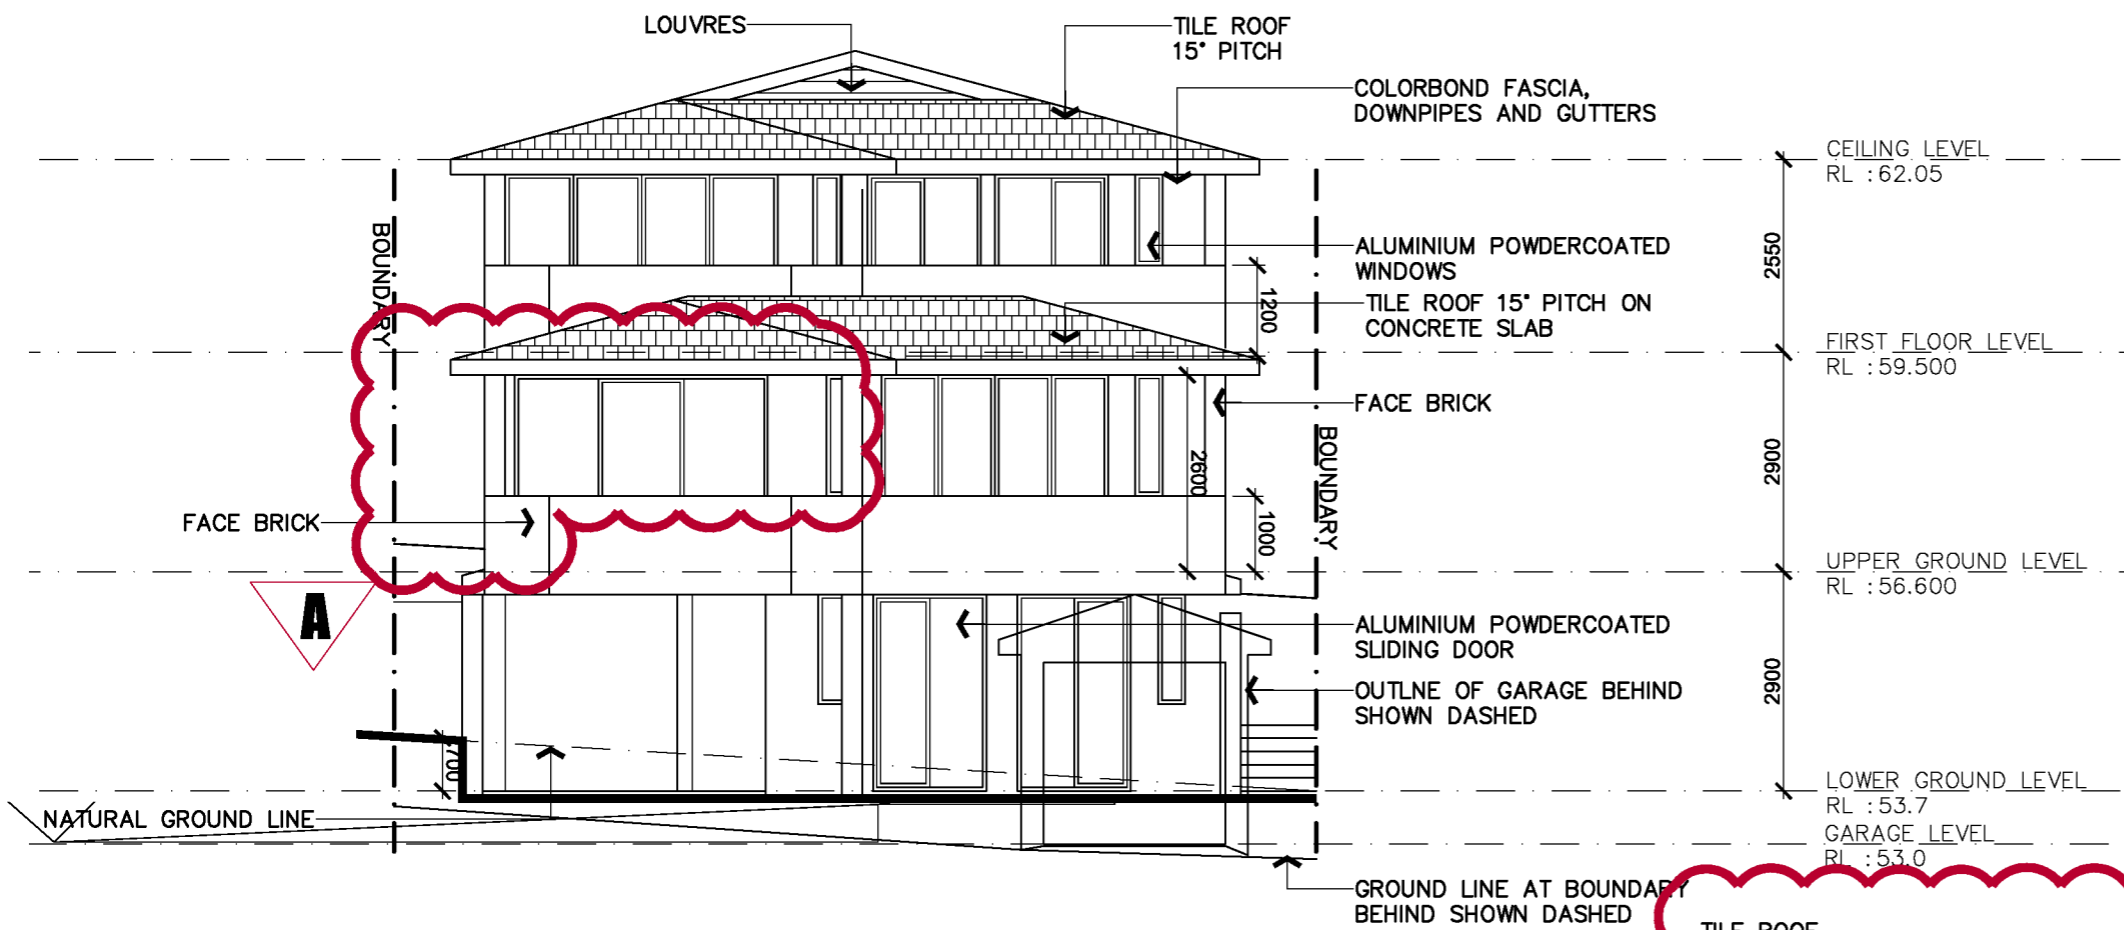 LOUVRES
TILE ROOF
15° PITCH
COLORBOND FASCIA,
DOWNPIPES AND GUTTERS
CEILING LEVEL
RL : 62.05
BOUNDARY
ALUMINIUM POWDERCOATED
WINDOWS
2550
1200
TILE ROOF 15° PITCH ON
CONCRETE SLAB
FIRST FLOOR LEVEL
RL : 59.500
FACE BRICK
2600
2900
BOUNDARY
FACE BRICK
1000
UPPER GROUND LEVEL
RL : 56.600
A
ALUMINIUM POWDERCOATED
SLIDING DOOR
OUTLNE OF GARAGE BEHIND
SHOWN DASHED
2900
700
LOWER GROUND LEVEL
RL : 53.7
NATURAL GROUND LINE
GARAGE LEVEL
RL : 53.0
GROUND LINE AT BOUNDARY
BEHIND SHOWN DASHED
TILE ROOF